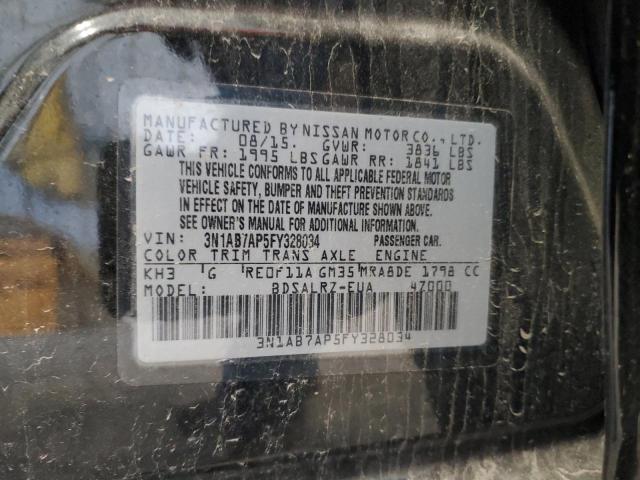 MANUFACTURED BY NISSAN MOTOR CO., LTD.
DATE: 08/15. GVWR: 3836 LBS
GAWR FR: 1995 LBS GAWR RR: 1841 LBS
THIS VEHICLE CONFORMS TO ALL APPLICABLE FEDERAL MOTOR
VEHICLE SAFETY, BUMPER AND THEFT PREVENTION STANDARDS
IN EFFECT ON THE DATE OF MANUFACTURE SHOWN ABOVE.
SEE OWNER'S MANUAL FOR ADDITIONAL INFORMATION.
VIN: 3N1AB7AP5FY328034 PASSENGER CAR.
COLOR TRIM TRANS AXLE ENGINE
KH3 G RE0F11A GM35 MRA8DE 1798 CC
MODEL: BDSALRZ-EUA 4Z000
3N1AB7AP5FY328034